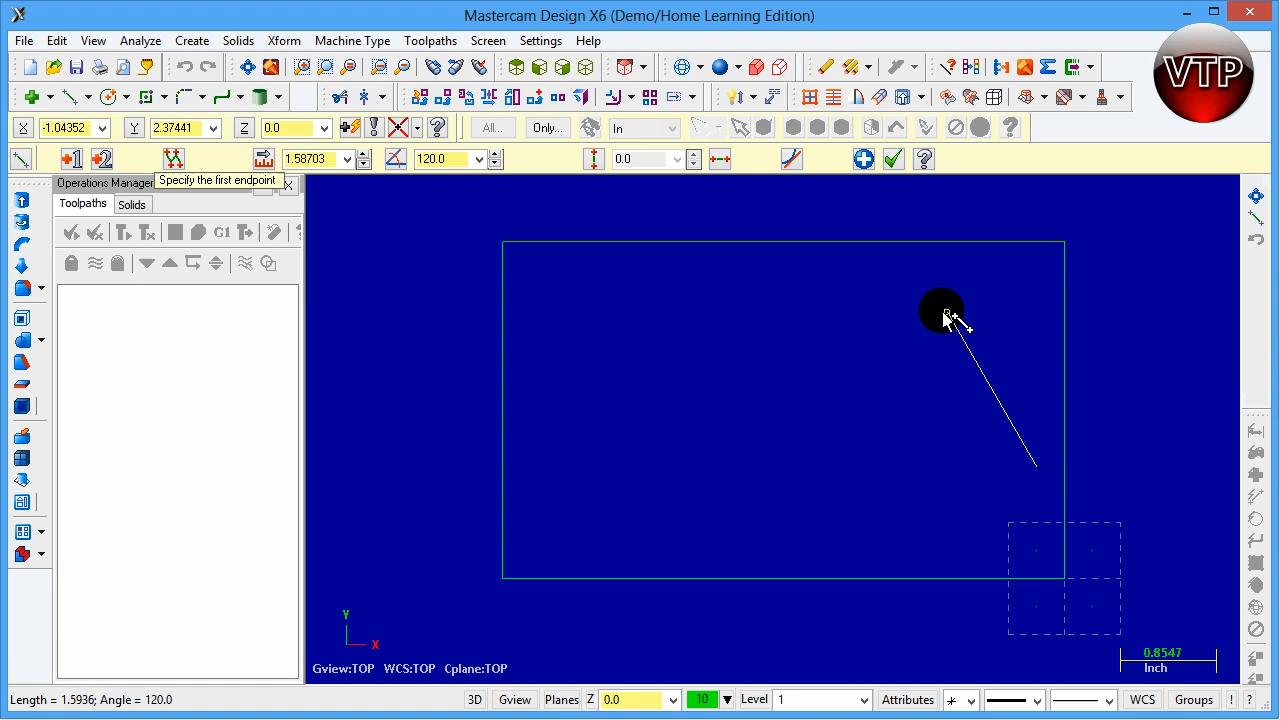 Mastercam Design X6 (Demo/Home Learning Edition)
VTP
File Edit View Analyze Create Solids Xform Machine Type Toolpaths Screen Settings Help
X -1.04352 Y 2.37441 Z 0.0 All... Only... In
+1 +2 1.58703 120.0 0.0
Specify the first endpoint
Operations Manager
Toolpaths Solids
G1
Y
X
Gview:TOP WCS:TOP Cplane:TOP
0.8547
Inch
Length = 1.5936; Angle = 120.0 3D Gview Planes Z 0.0 10 Level 1 Attributes WCS Groups ! ?